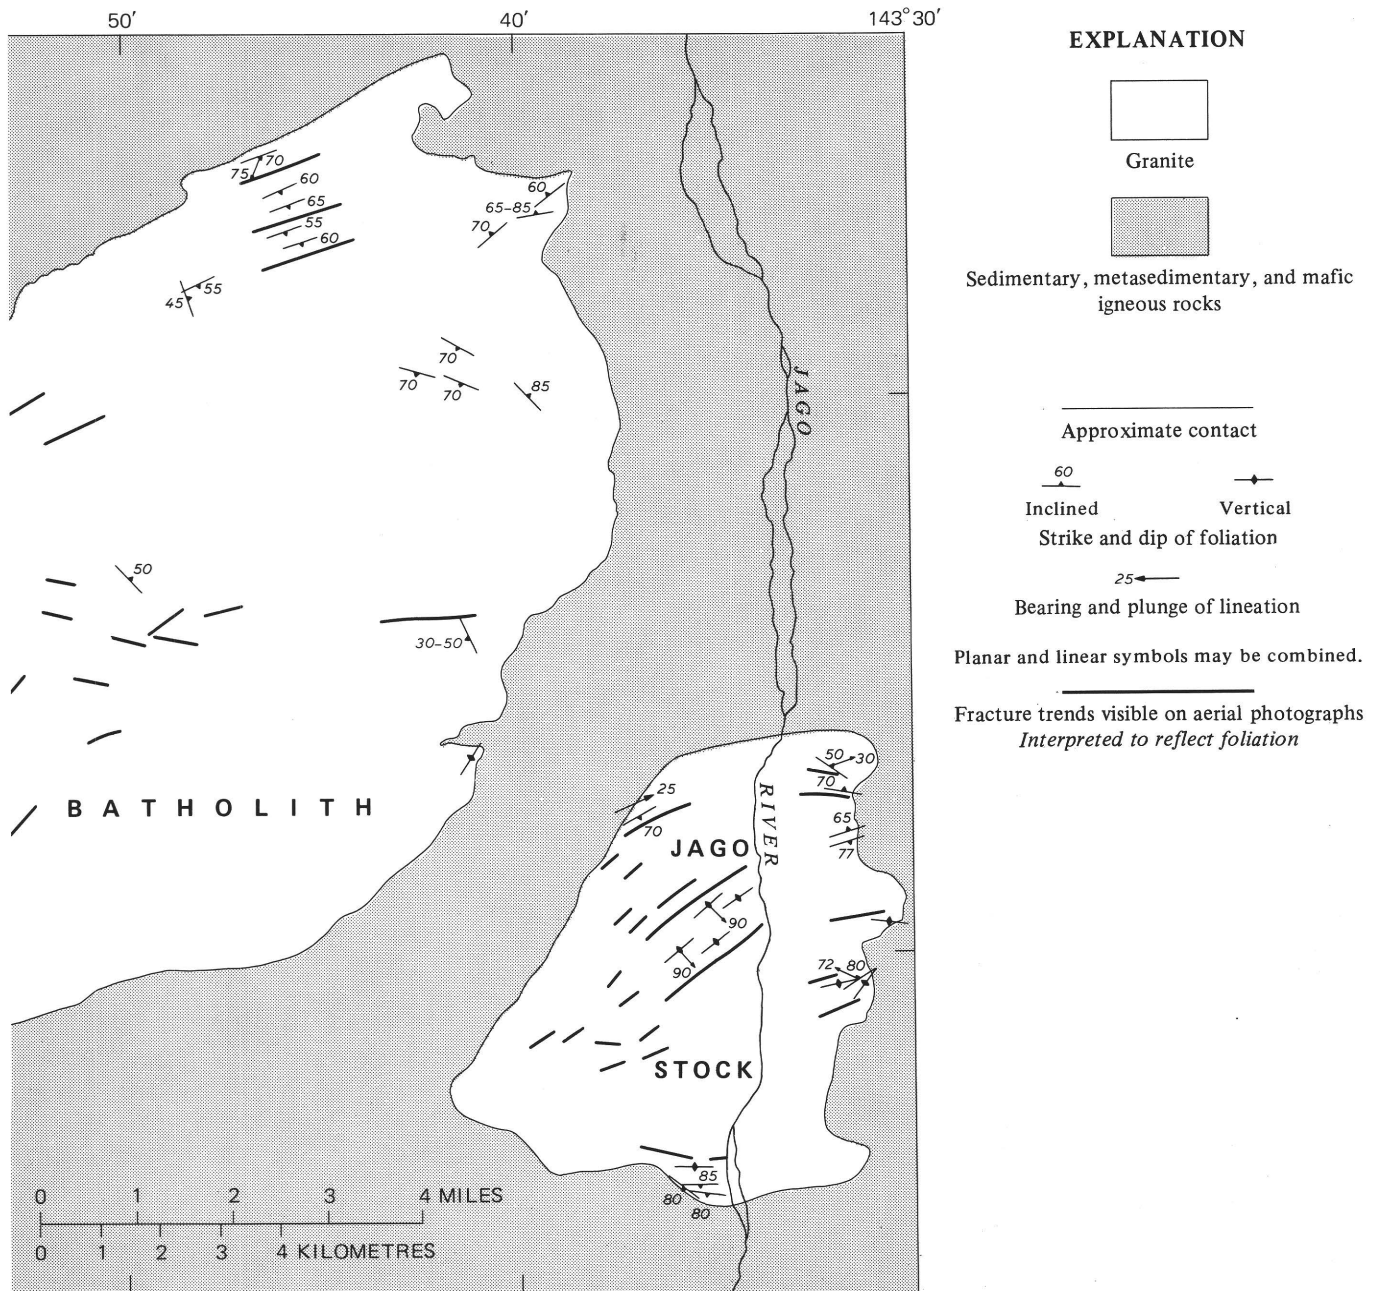 50′ 40′ 143°30′
70
75
60
65
55
60
60
65–85
70
55
45
70
70
70
85
50
30–50
BATHOLITH
JAGO
RIVER
50
30
70
65
77
25
70
JAGO
90
90
72
80
STOCK
85
80
80
0 1 2 3 4 MILES
0 1 2 3 4 KILOMETRES
EXPLANATION
Granite
Sedimentary, metasedimentary, and mafic
igneous rocks
Approximate contact
60
Inclined Vertical
Strike and dip of foliation
25
Bearing and plunge of lineation
Planar and linear symbols may be combined.
Fracture trends visible on aerial photographs
Interpreted to reflect foliation